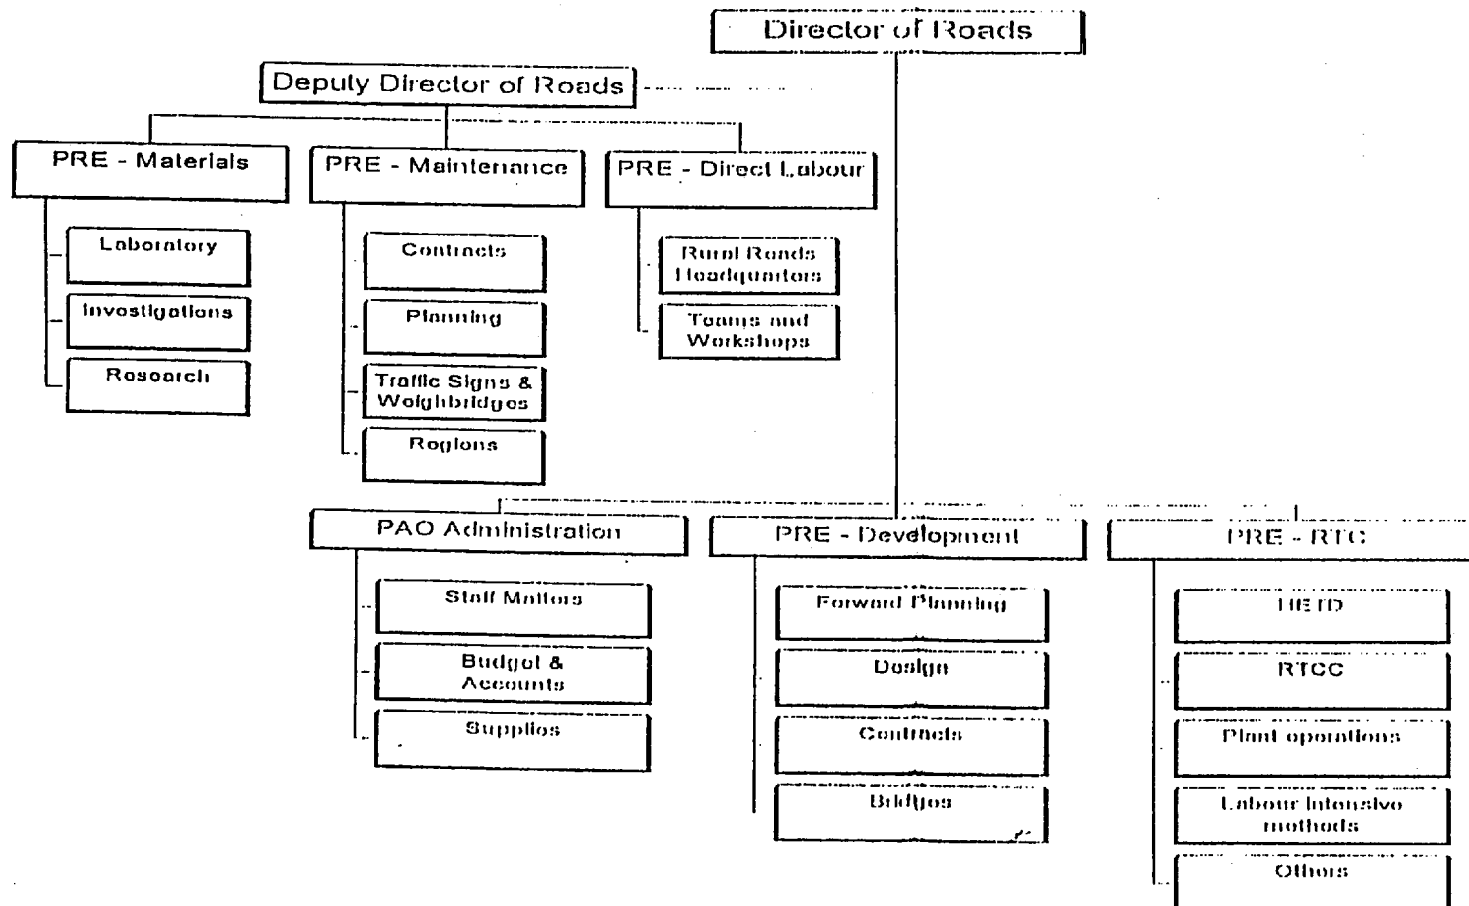 Director of Roads
Deputy Director of Roads
PRE - Materials
PRE - Maintenance
PRE - Direct Labour
Laboratory
Investigations
Research
Contracts
Planning
Traffic Signs &
Weighbridges
Regions
Rural Roads
Headquarters
Teams and
Workshops
PAO Administration
PRE - Development
PRE - RTC
Staff Matters
Budget &
Accounts
Supplies
Forward Planning
Design
Contracts
Bridges
RTCC
Plant operations
Labour Intensive
methods
Others